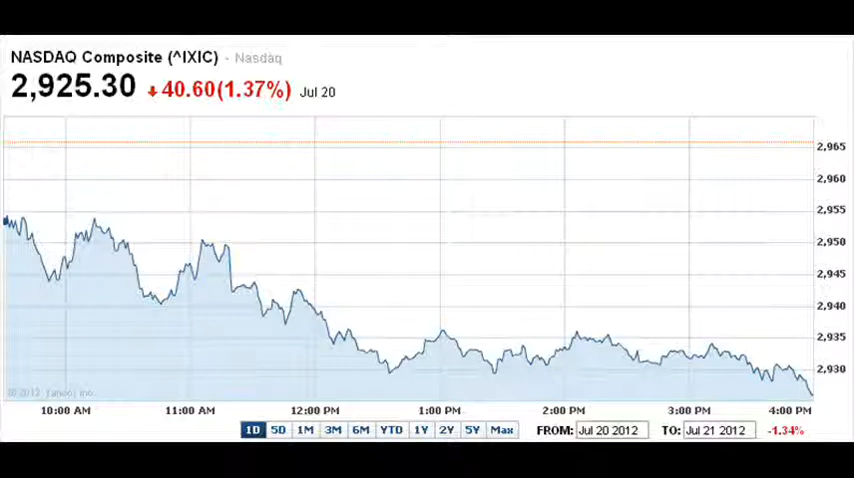 NASDAQ Composite (^IXIC) - Nasdaq
2,925.30 40.60(1.37%) Jul 20
2,965
2,960
2,955
2,950
2,945
2,940
2,935
2,930
© 2012 Yahoo! Inc.
10:00 AM 11:00 AM 12:00 PM 1:00 PM 2:00 PM 3:00 PM 4:00 PM
1D 5D 1M 3M 6M YTD 1Y 2Y 5Y Max FROM: Jul 20 2012 TO: Jul 21 2012 -1.34%